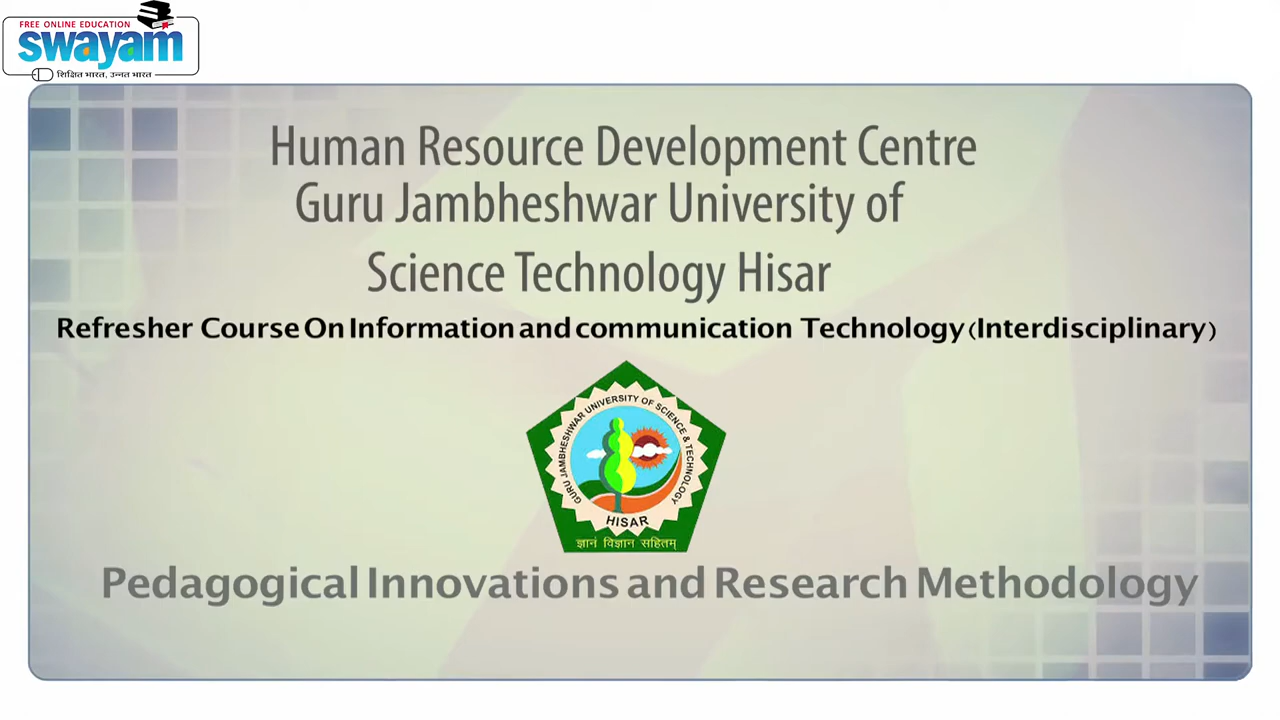 FREE ONLINE EDUCATION
swayam
शिक्षित भारत, उन्नत भारत
Human Resource Development Centre
Guru Jambheshwar University of
Science Technology Hisar
Refresher Course On Information and communication Technology (Interdisciplinary)
GURU JAMBHESHWAR UNIVERSITY OF SCIENCE & TECHNOLOGY
HISAR
ज्ञानं विज्ञान सहितम्
Pedagogical Innovations and Research Methodology